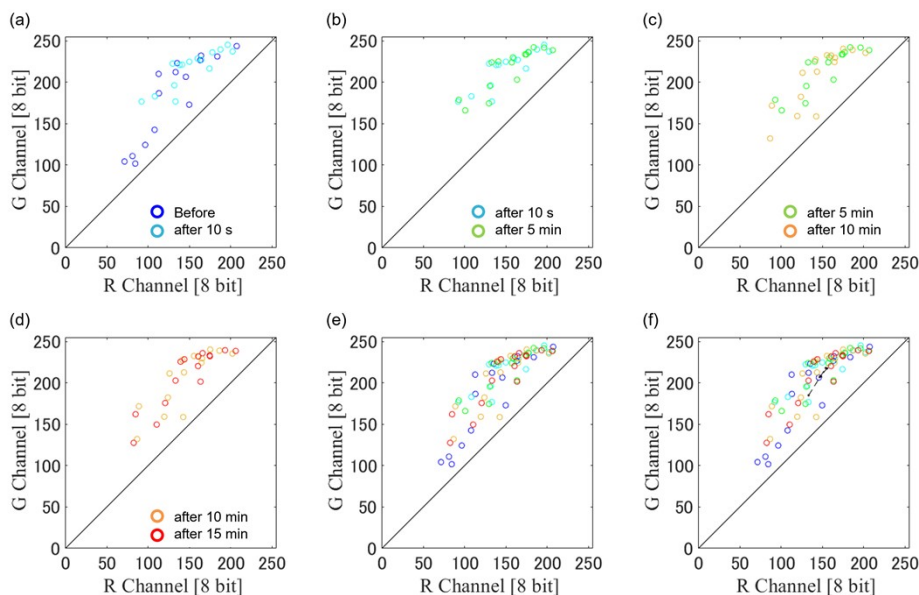 (a)
250
200
150
100
50
0
G Channel [8 bit]
Before
after 10 s
0 50 100 150 200 250
R Channel [8 bit]
(b)
250
200
150
100
50
0
G Channel [8 bit]
after 10 s
after 5 min
0 50 100 150 200 250
R Channel [8 bit]
(c)
250
200
150
100
50
0
G Channel [8 bit]
after 5 min
after 10 min
0 50 100 150 200 250
R Channel [8 bit]
(d)
250
200
150
100
50
0
G Channel [8 bit]
after 10 min
after 15 min
0 50 100 150 200 250
R Channel [8 bit]
(e)
250
200
150
100
50
0
G Channel [8 bit]
0 50 100 150 200 250
R Channel [8 bit]
(f)
250
200
150
100
50
0
G Channel [8 bit]
0 50 100 150 200 250
R Channel [8 bit]